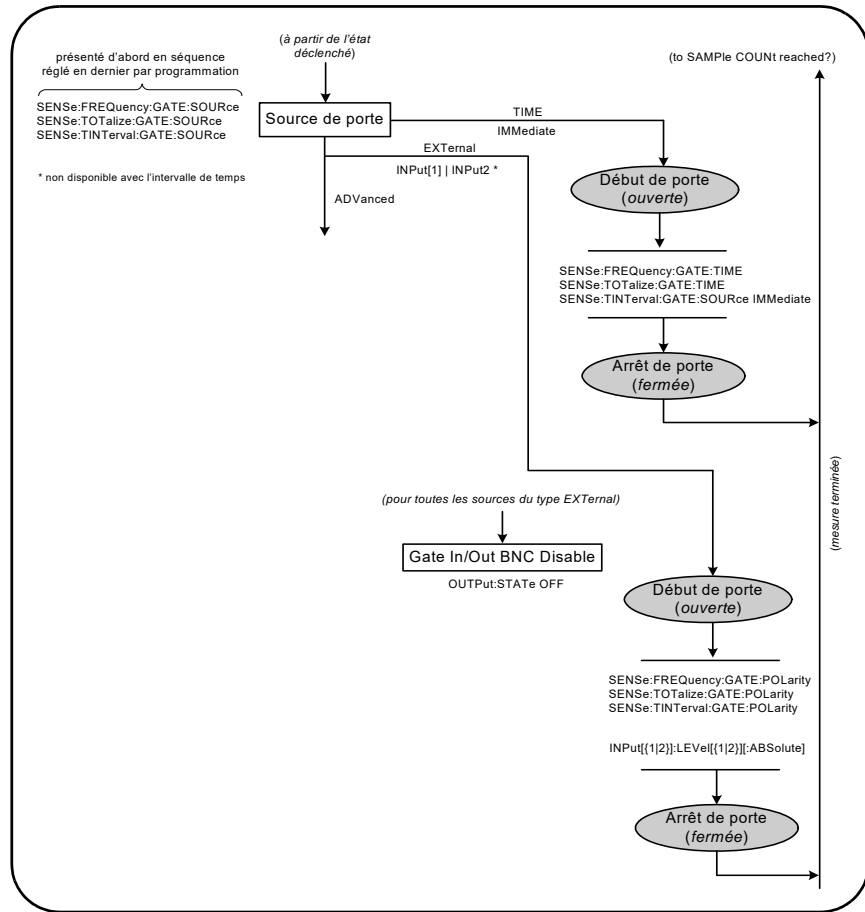 (à partir de l'état
déclenché)
présenté d'abord en séquence
réglé en dernier par programmation
(to SAMPle COUNt reached?)
SENSe:FREQuency:GATE:SOURce
SENSe:TOTalize:GATE:SOURce
SENSe:TINTerval:GATE:SOURce
Source de porte
TIME
IMMediate
EXTernal
INPut[1] | INPut2 *
* non disponible avec l'intervalle de temps
ADVanced
Début de porte
(ouverte)
SENSe:FREQuency:GATE:TIME
SENSe:TOTalize:GATE:TIME
SENSe:TINTerval:GATE:SOURce IMMediate
Arrêt de porte
(fermée)
(mesure terminée)
(pour toutes les sources du type EXTernal)
Gate In/Out BNC Disable
OUTPut:STATe OFF
Début de porte
(ouverte)
SENSe:FREQuency:GATE:POLarity
SENSe:TOTalize:GATE:POLarity
SENSe:TINTerval:GATE:POLarity
INPut[{1|2}]:LEVel[{1|2}][:ABSolute]
Arrêt de porte
(fermée)